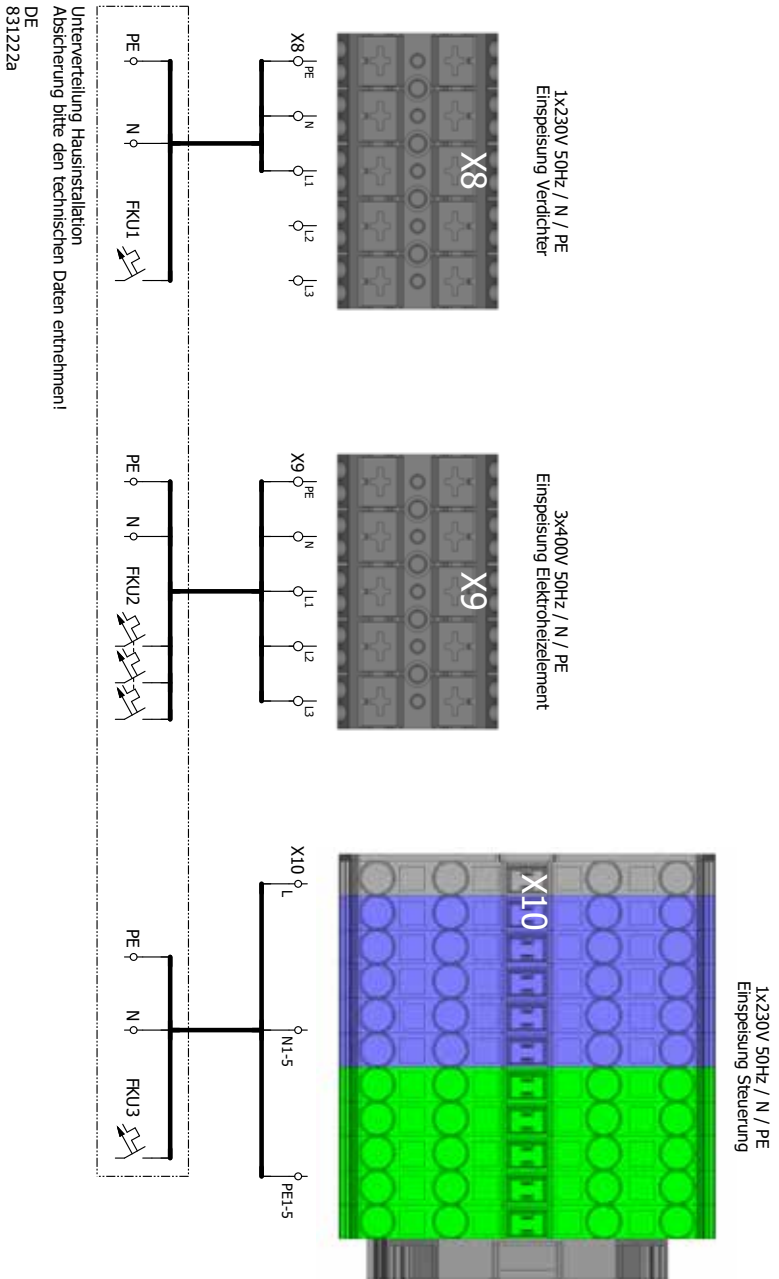 1x230V 50Hz / N / PE
Einspeisung Verdichter
X8
X8
PE
N
L1
L2
L3
PE
N
FKU1
3x400V 50Hz / N / PE
Einspeisung Elektroheizelement
X9
X9
PE
N
L1
L2
L3
PE
N
FKU2
1x230V 50Hz / N / PE
Einspeisung Steuerung
X10
X10
L
N1-5
PE1-5
PE
N
FKU3
Unterverteilung Hausinstallation
Absicherung bitte den technischen Daten entnehmen!
DE
831222a